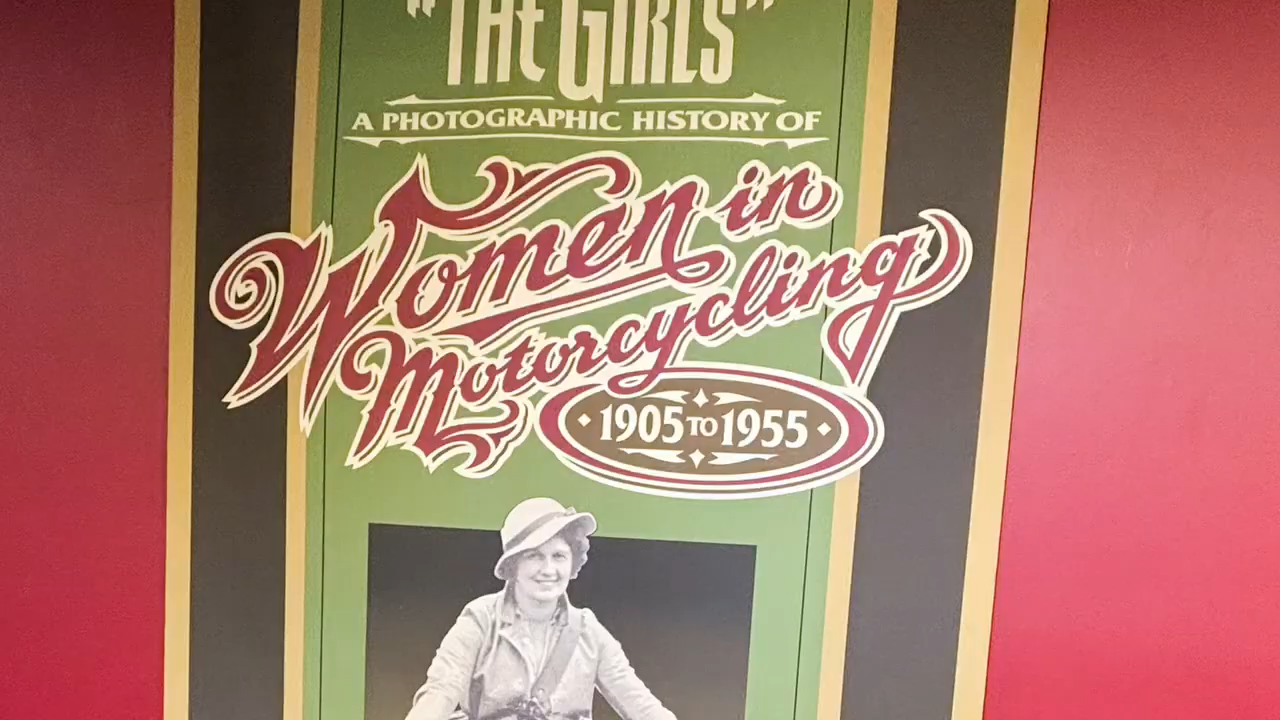 "THE GIRLS"
A PHOTOGRAPHIC HISTORY OF
Women in
Motorcycling
1905 TO 1955